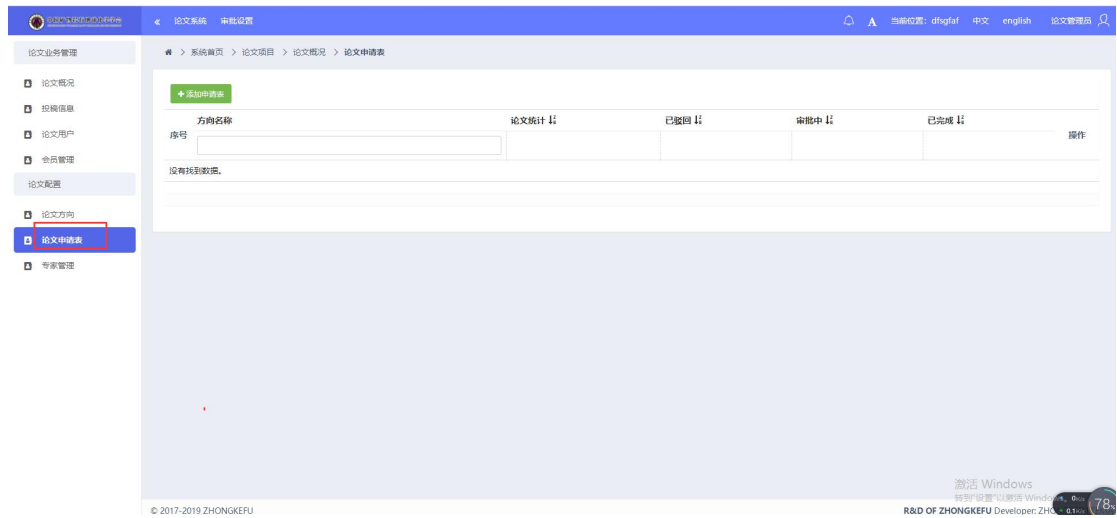 « 论文系统 审批设置 A 当前位置: dfsgfaf 中文 english 论文管理员
论文业务管理
> 系统首页 > 论文项目 > 论文概况 > 论文申请表
论文概况
投稿信息
论文用户
会员管理
论文配置
论文方向
论文申请表
专家管理
+添加申请表
序号 方向名称 论文统计 已驳回 审批中 已完成 操作
没有找到数据。
激活 Windows
转到"设置"以激活 Windows。
0K/s
0.1K/s
78
© 2017-2019 ZHONGKEFU
R&D OF ZHONGKEFU Developer: ZHO